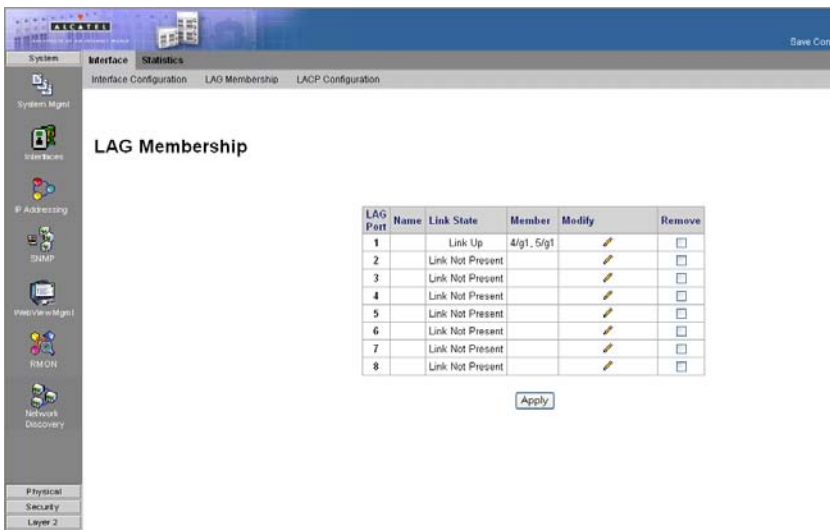 ALCATEL
Save Con
System
Interface Statistics
Interface Configuration LAG Membership LACP Configuration
System Mgmt
Interfaces
IP Addressing
SNMP
WebView Mgmt
RMON
Network
Discovery
Physical
Security
Layer 2
LAG Membership
LAG Port Name Link State Member Modify Remove
1 Link Up 4/g1, 5/g1
2 Link Not Present
3 Link Not Present
4 Link Not Present
5 Link Not Present
6 Link Not Present
7 Link Not Present
8 Link Not Present
Apply